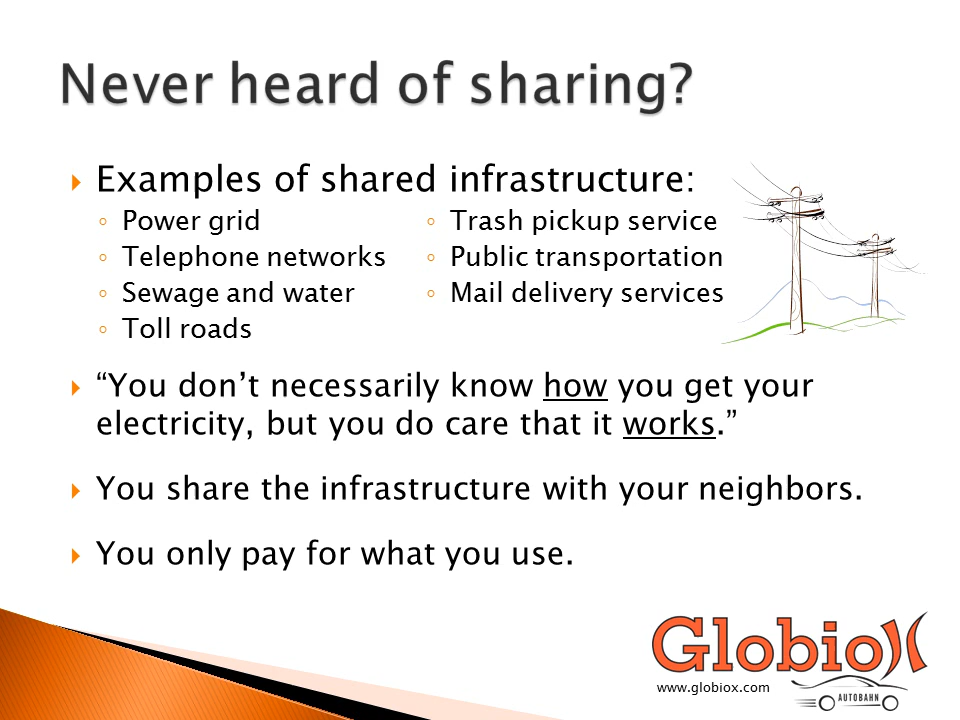 Never heard of sharing?
Examples of shared infrastructure:
◦ Power grid
◦ Telephone networks
◦ Sewage and water
◦ Toll roads
◦ Trash pickup service
◦ Public transportation
◦ Mail delivery services
“You don’t necessarily know how you get your
electricity, but you do care that it works.”
You share the infrastructure with your neighbors.
You only pay for what you use.
Globiox
www.globiox.com
AUTOBAHN